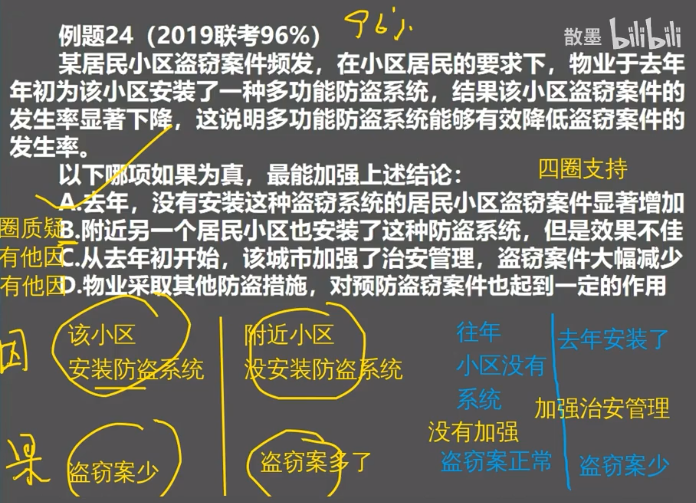 例题24（2019联考96%）
96%
散墨 bilibili
某居民小区盗窃案件频发，在小区居民的要求下，物业于去年
年初为该小区安装了一种多功能防盗系统，结果该小区盗窃案件的
发生率显著下降，这说明多功能防盗系统能够有效降低盗窃案件的
发生率。
以下哪项如果为真，最能加强上述结论：
四圈支持
A.去年，没有安装这种盗窃系统的居民小区盗窃案件显著增加
圈质疑
B.附近另一个居民小区也安装了这种防盗系统，但是效果不佳
有他因
C.从去年初开始，该城市加强了治安管理，盗窃案件大幅减少
有他因
D.物业采取其他防盗措施，对预防盗窃案件也起到一定的作用
因
该小区
安装防盗系统
附近小区
没安装防盗系统
往年
小区没有
系统
没有加强
盗窃案正常
去年安装了
加强治安管理
盗窃案少
果
盗窃案少
盗窃案多了